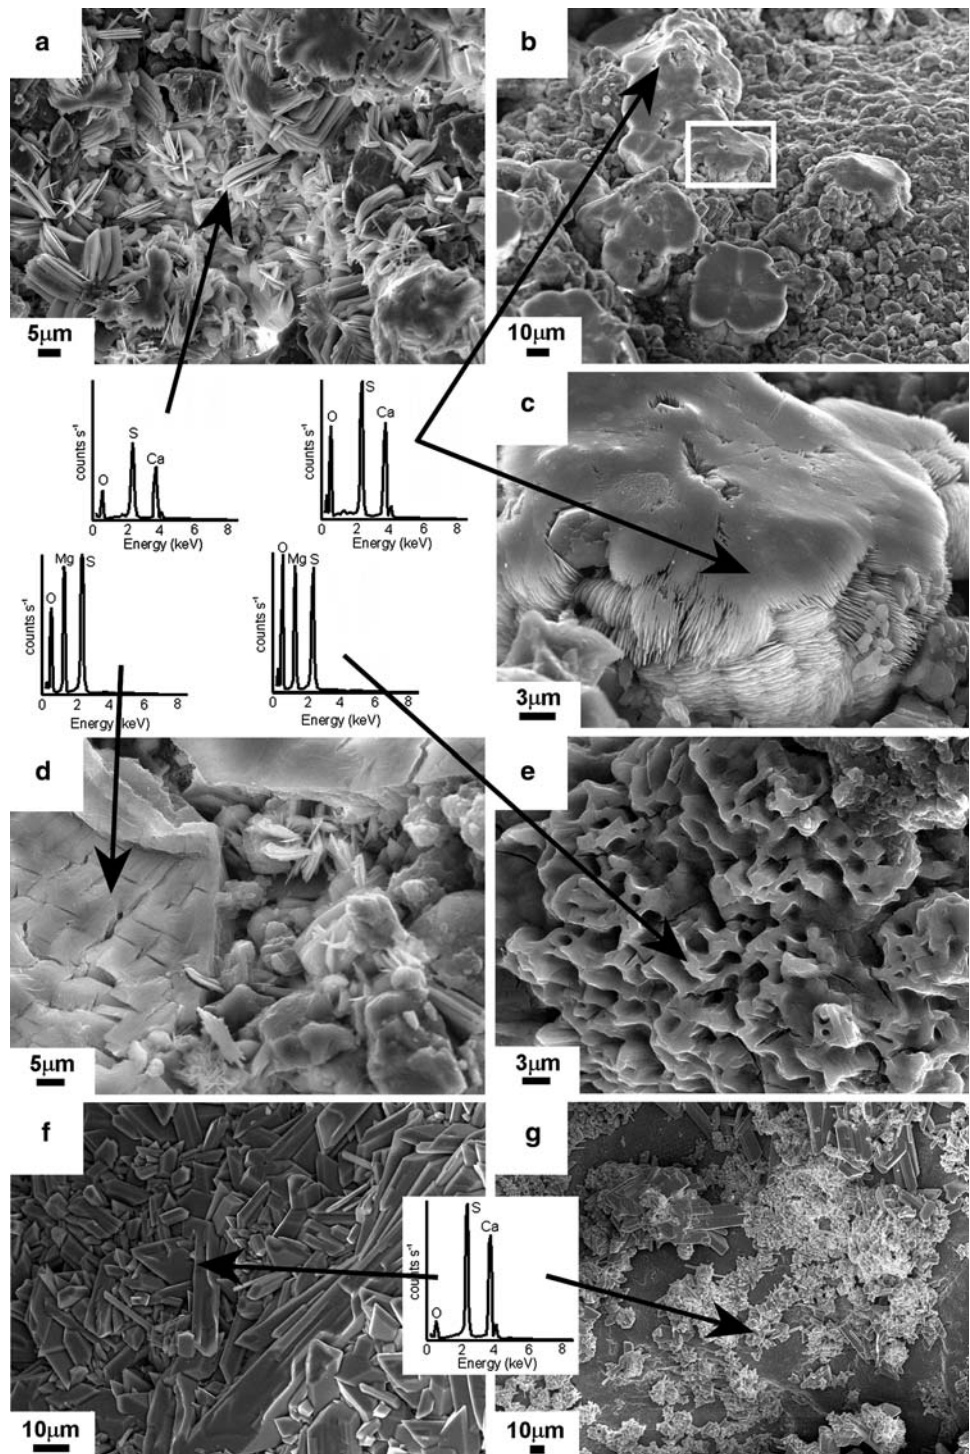 a
b
5μm
10μm
counts s⁻¹
O
S
Ca
0 2 4 6 8
Energy (keV)
counts s⁻¹
O
S
Ca
0 2 4 6 8
Energy (keV)
c
3μm
counts s⁻¹
O
Mg
S
0 2 4 6 8
Energy (keV)
counts s⁻¹
O
Mg
S
0 2 4 6 8
Energy (keV)
d
5μm
e
3μm
f
10μm
counts s⁻¹
O
S
Ca
0 2 4 6 8
Energy (keV)
g
10μm